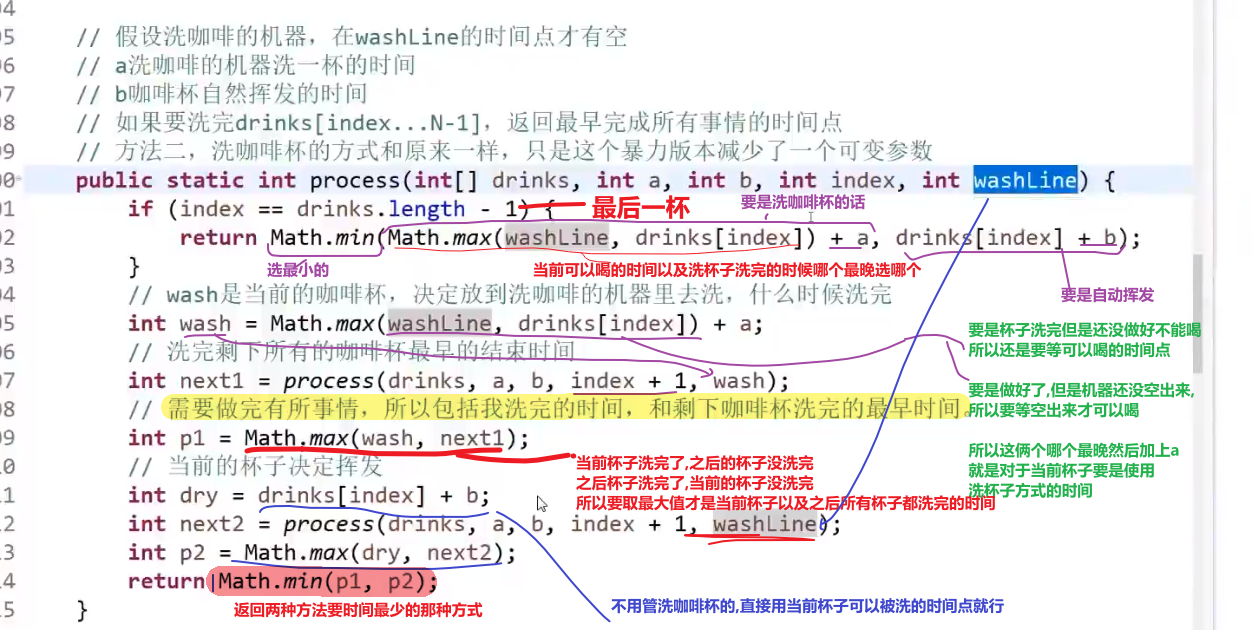 04
05 // 假设洗咖啡的机器，在washLine的时间点才有空
06 // a洗咖啡的机器洗一杯的时间
07 // b咖啡杯自然挥发的时间
08 // 如果要洗完drinks[index...N-1]，返回最早完成所有事情的时间点
09 // 方法二，洗咖啡杯的方式和原来一样，只是这个暴力版本减少了一个可变参数
00 public static int process(int[] drinks, int a, int b, int index, int washLine) {
要是洗咖啡杯的话
01 if (index == drinks.length - 1) {
最后一杯
02 return Math.min(Math.max(washLine, drinks[index]) + a, drinks[index] + b);
选最小的
当前可以喝的时间以及洗杯子洗完的时候哪个最晚选哪个
03 }
要是自动挥发
04 // wash是当前的咖啡杯，决定放到洗咖啡的机器里去洗，什么时候洗完
05 int wash = Math.max(washLine, drinks[index]) + a;
要是杯子洗完但是还没做好不能喝
所以还是要等可以喝的时间点
06 // 洗完剩下所有的咖啡杯最早的结束时间
07 int next1 = process(drinks, a, b, index + 1, wash);
要是做好了,但是机器还没空出来,
所以要等空出来才可以喝
08 // 需要做完有所事情，所以包括我洗完的时间，和剩下咖啡杯洗完的最早时间。
09 int p1 = Math.max(wash, next1);
所以这俩个哪个最晚然后加上a
就是对于当前杯子要是使用
洗杯子方式的时间
10 // 当前的杯子决定挥发
当前杯子洗完了,之后的杯子没洗完
之后杯子洗完了,当前的杯子没洗完
所以要取最大值才是当前杯子以及之后所有杯子都洗完的时间
11 int dry = drinks[index] + b;
12 int next2 = process(drinks, a, b, index + 1, washLine);
13 int p2 = Math.max(dry, next2);
14 return Math.min(p1, p2);
返回两种方法要时间最少的那种方式
不用管洗咖啡杯的,直接用当前杯子可以被洗的时间点就行
15 }